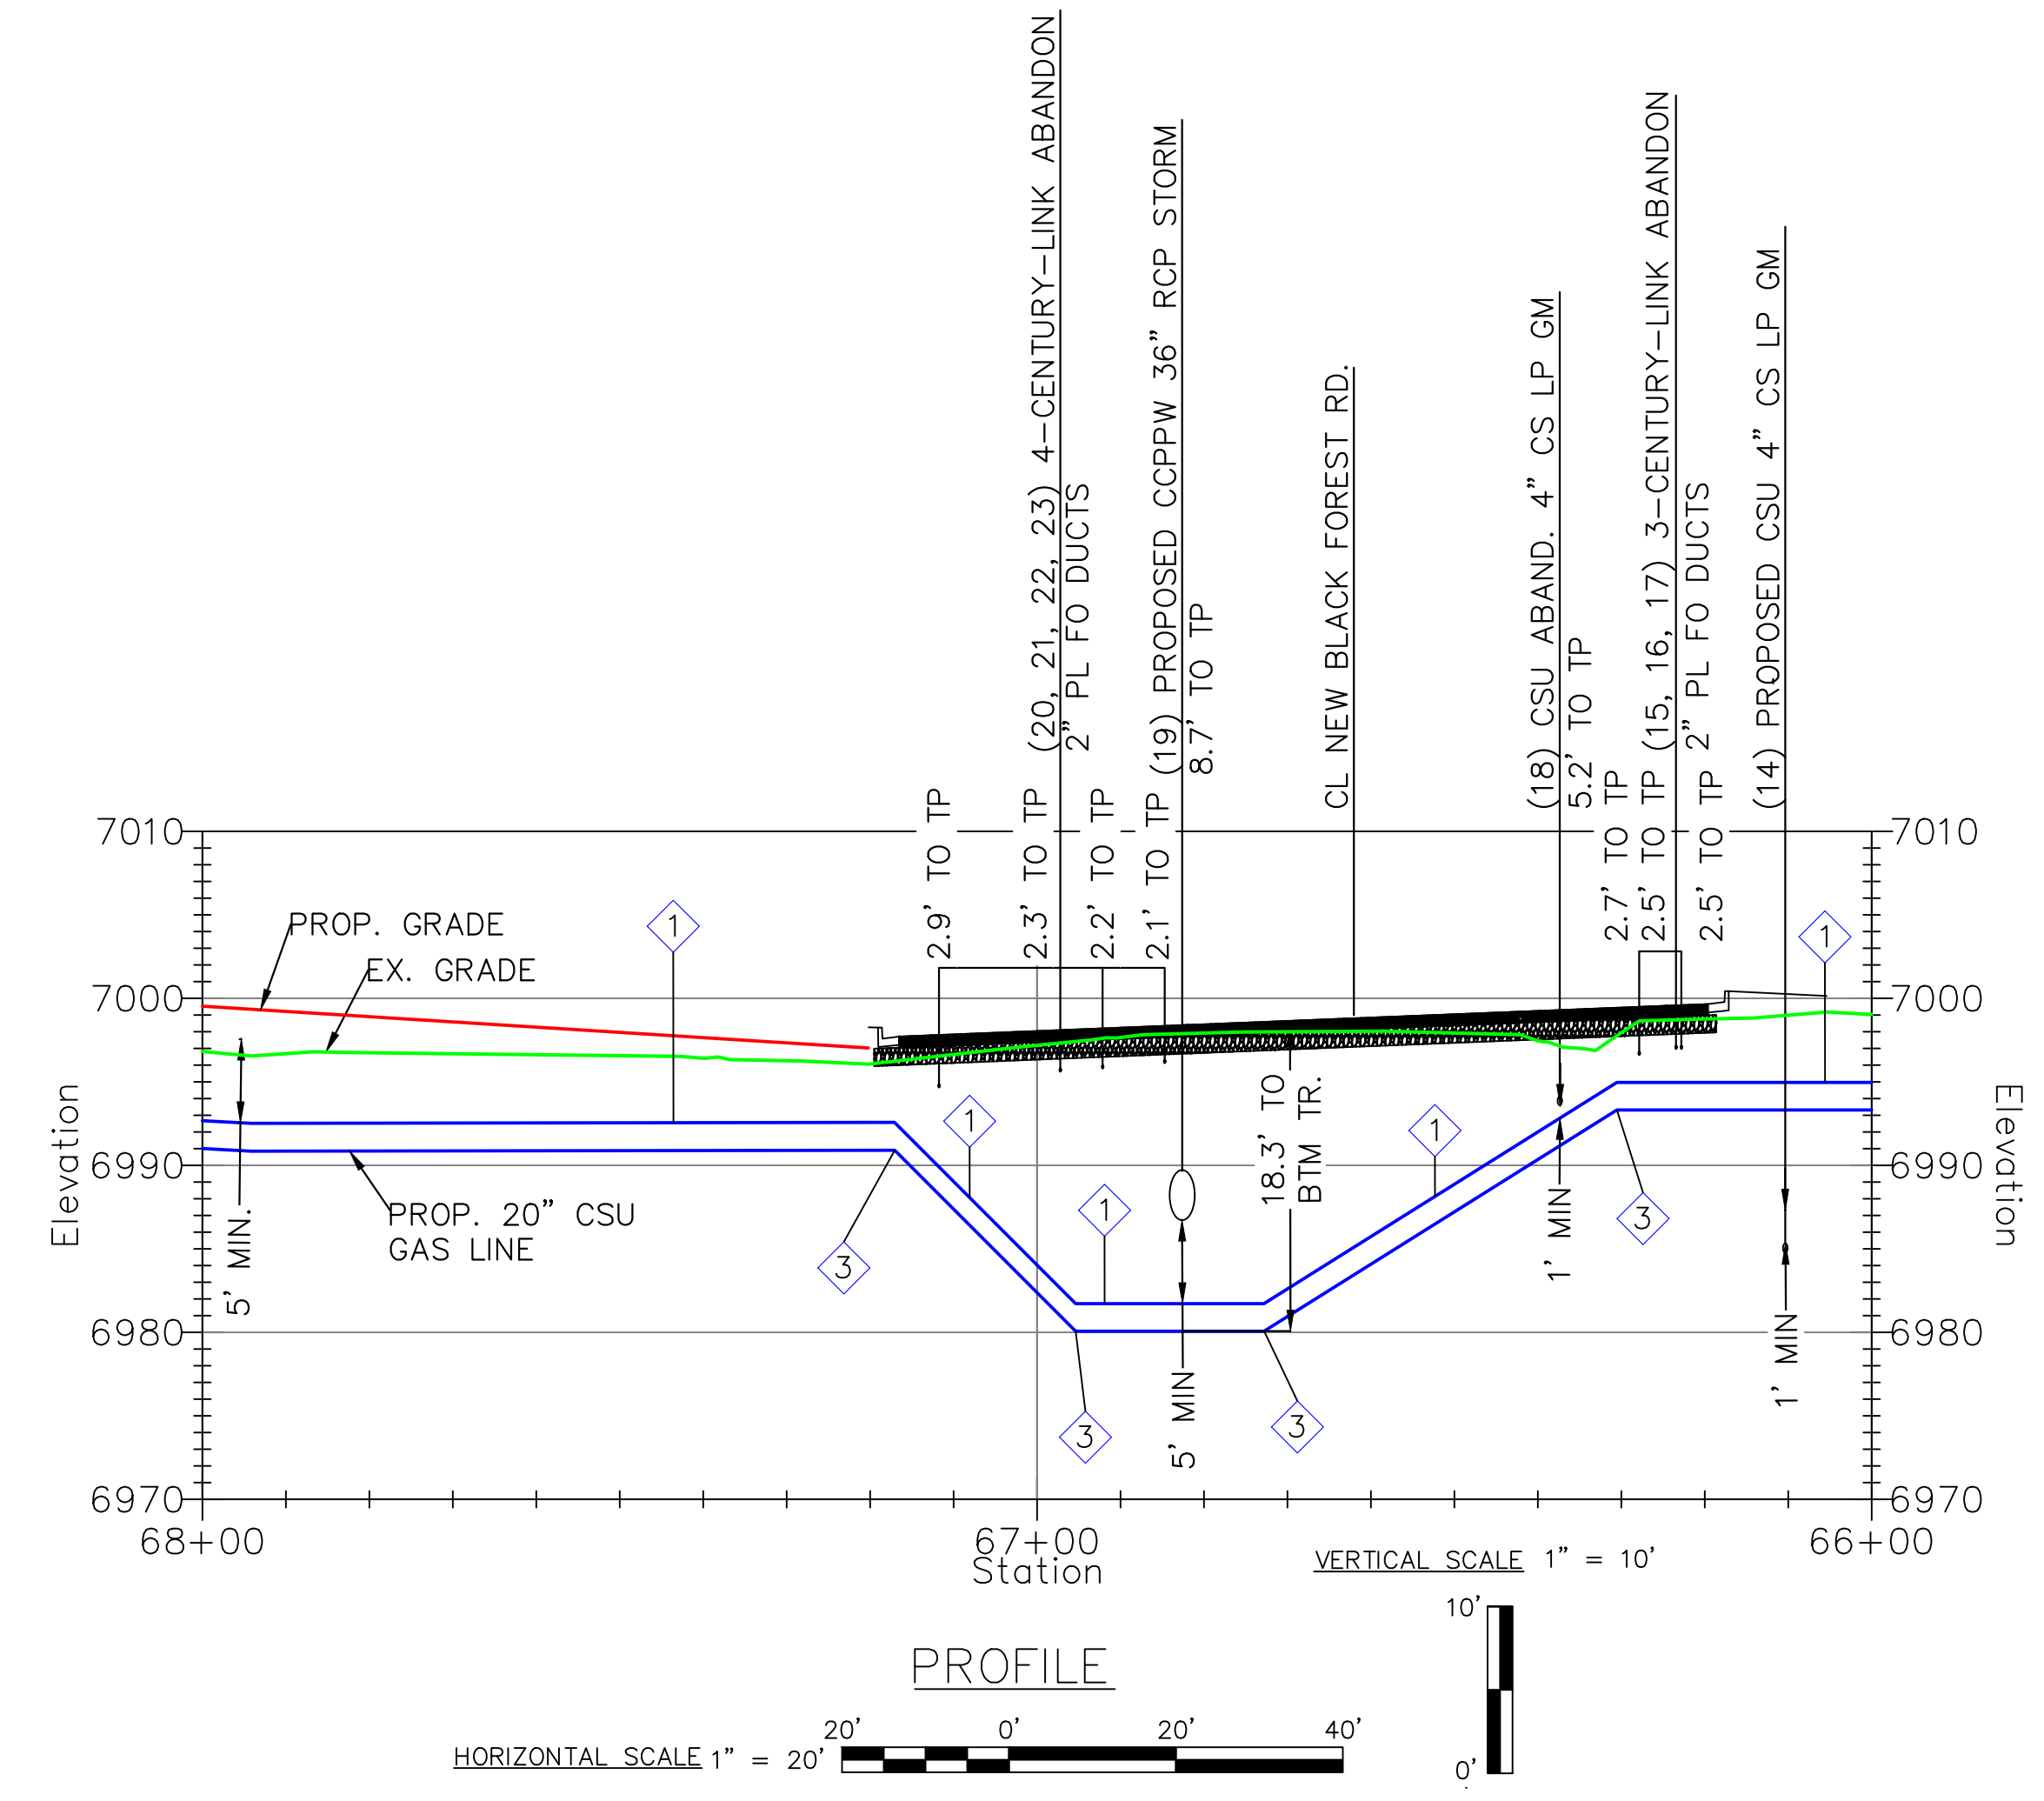 (20, 21, 22, 23) 4-CENTURY-LINK ABANDON
2" PL FO DUCTS
(19) PROPOSED CCPPW 36" RCP STORM
8.7' TO TP
CL NEW BLACK FOREST RD.
(18) CSU ABAND. 4" CS LP GM
5.2' TO TP
(15, 16, 17) 3-CENTURY-LINK ABANDON
2" PL FO DUCTS
(14) PROPOSED CSU 4" CS LP GM
2.9' TO TP
2.3' TO TP
2.2' TO TP
2.1' TO TP
2.7' TO TP
2.5' TO TP
2.5' TO TP
7010
7010
PROP. GRADE
EX. GRADE
1
1
7000
7000
1
1
18.3' TO
BTM TR.
6990
6990
Elevation
Elevation
5' MIN.
PROP. 20" CSU
GAS LINE
1
3
1' MIN
3
6980
6980
1' MIN
5' MIN
3
3
6970
6970
68+00
67+00
66+00
Station
VERTICAL SCALE 1" = 10'
10'
0'
PROFILE
HORIZONTAL SCALE 1" = 20'
20'
0'
20'
40'